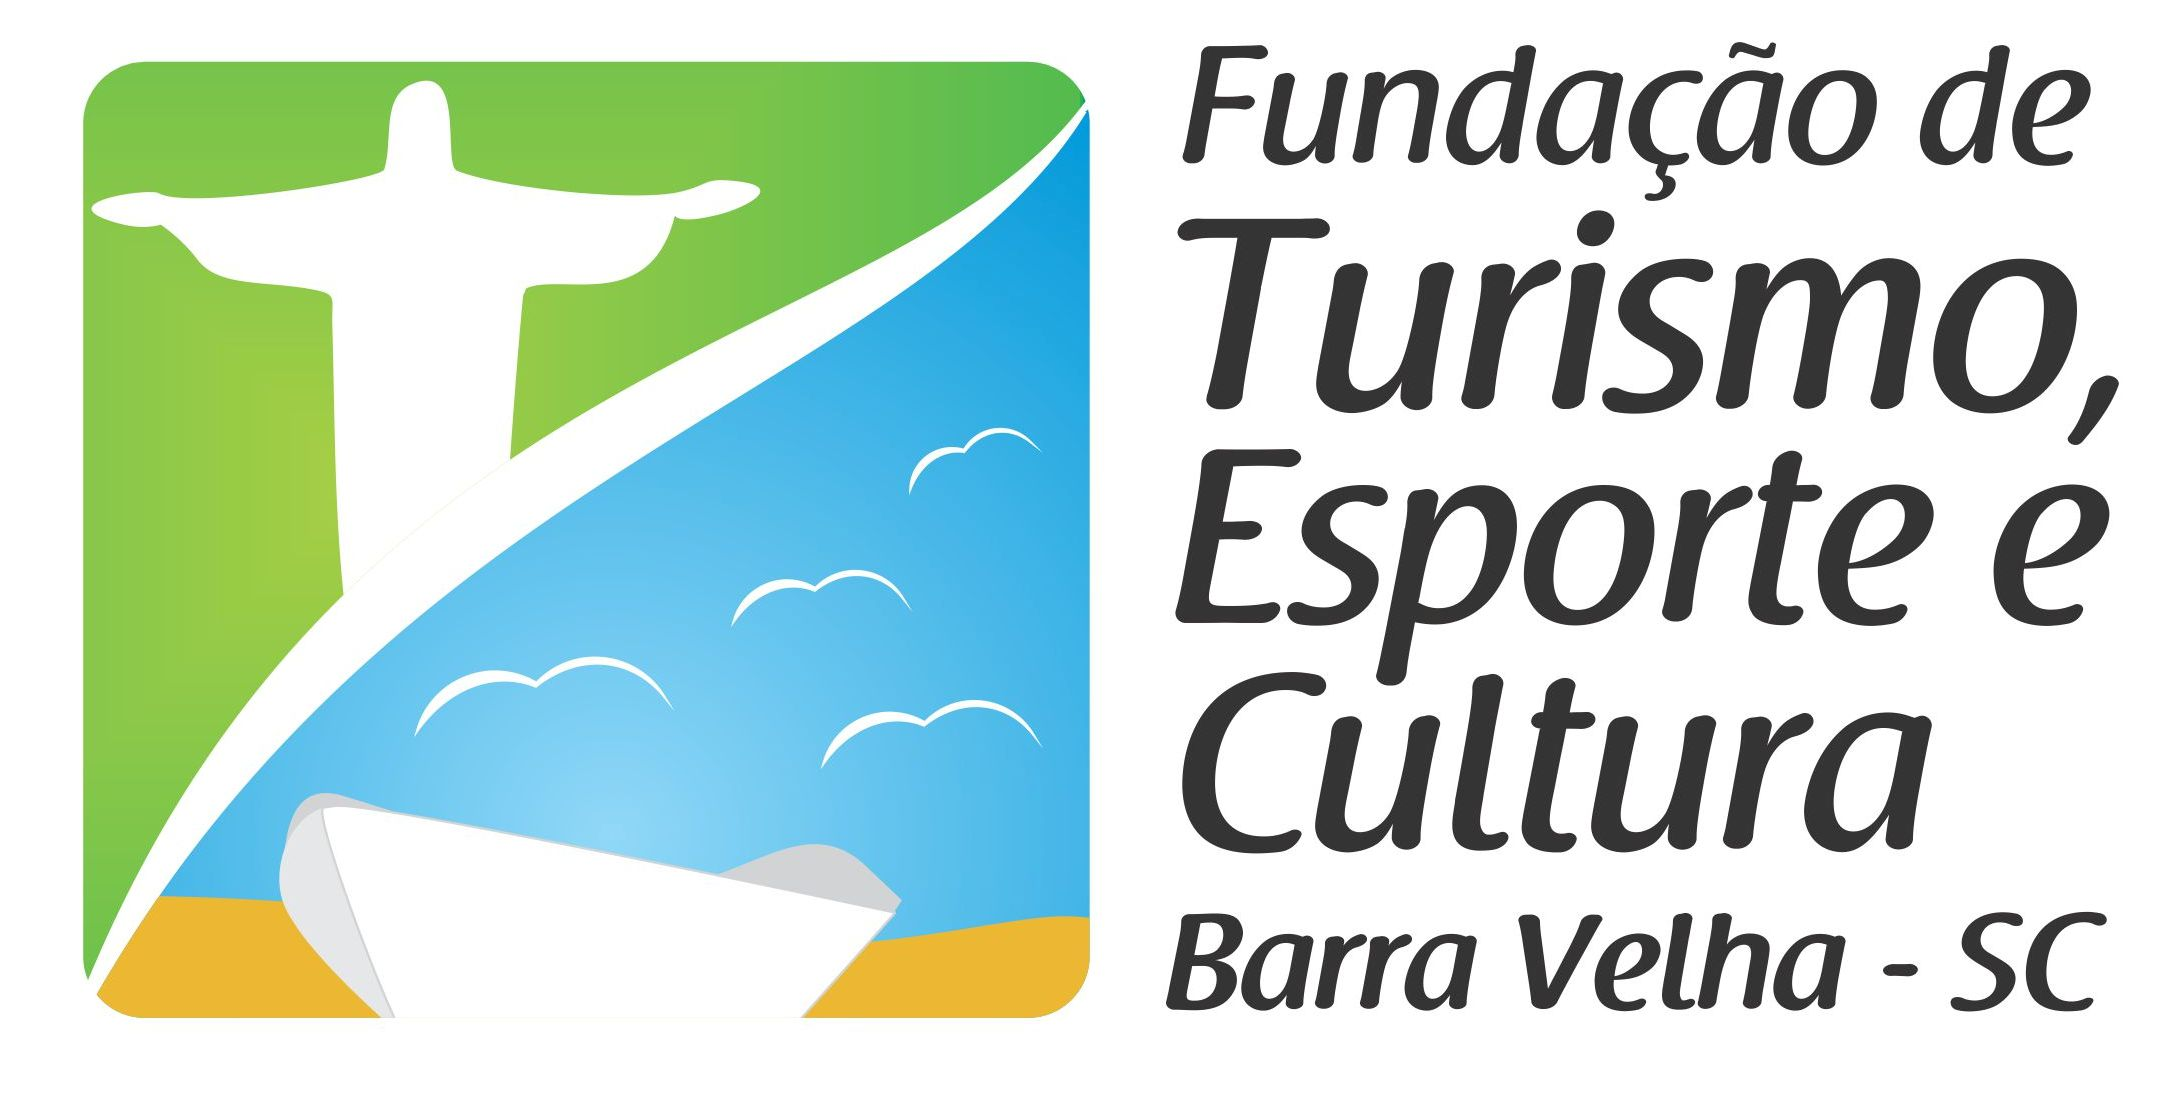 Fundação de
Turismo,
Esporte e
Cultura
Barra Velha - SC